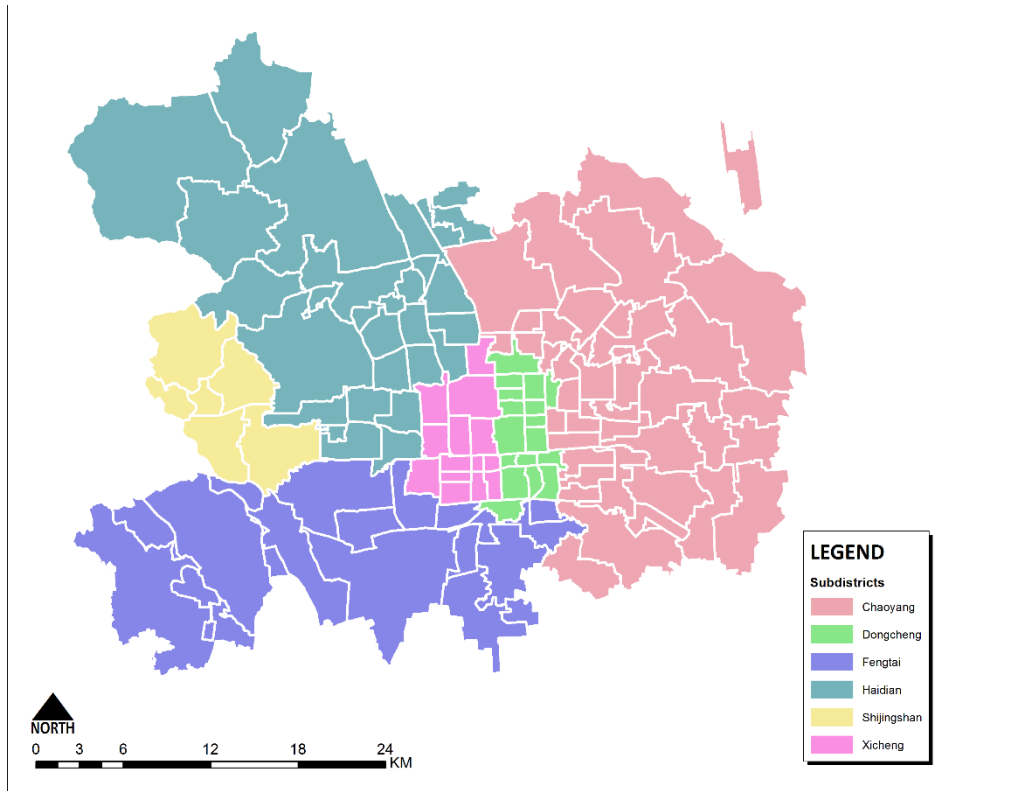 LEGEND
Subdistricts
Chaoyang
Dongcheng
Fengtai
Haidian
Shijingshan
Xicheng
NORTH
0 3 6 12 18 24
KM